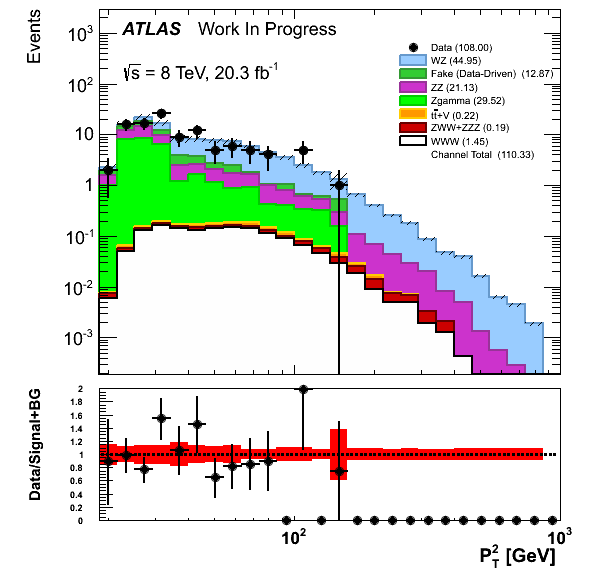 Events
10³
10²
10
1
10⁻¹
10⁻²
10⁻³
ATLAS Work In Progress
√s = 8 TeV, 20.3 fb⁻¹
Data (108.00)
WZ (44.95)
Fake (Data-Driven) (12.87)
ZZ (21.13)
Zgamma (29.52)
tt̄+V (0.22)
ZWW+ZZZ (0.19)
WWW (1.45)
Channel Total (110.33)
Data/Signal+BG
2
1.8
1.6
1.4
1.2
1
0.8
0.6
0.4
0.2
0
10²
10³
P²_T [GeV]